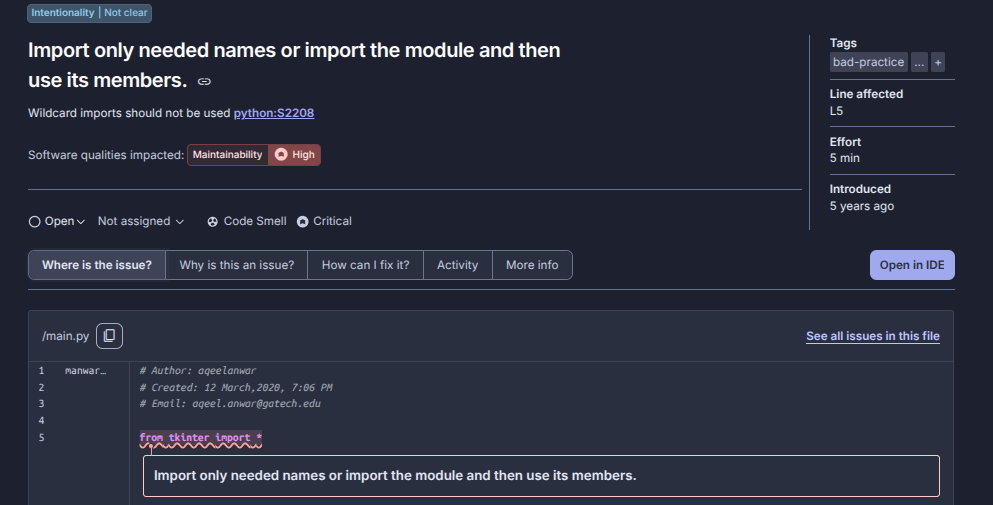 Intentionality | Not clear
Import only needed names or import the module and then
use its members.
Wildcard imports should not be used python:S2208
Software qualities impacted: Maintainability High
Tags
bad-practice ... +
Line affected
L5
Effort
5 min
Introduced
5 years ago
Open Not assigned Code Smell Critical
Where is the issue? Why is this an issue? How can I fix it? Activity More info
Open in IDE
/main.py
See all issues in this file
1 manwar… # Author: aqeelanwar
2 # Created: 12 March,2020, 7:06 PM
3 # Email: aqeel.anwar@gatech.edu
4
5 from tkinter import *
Import only needed names or import the module and then use its members.